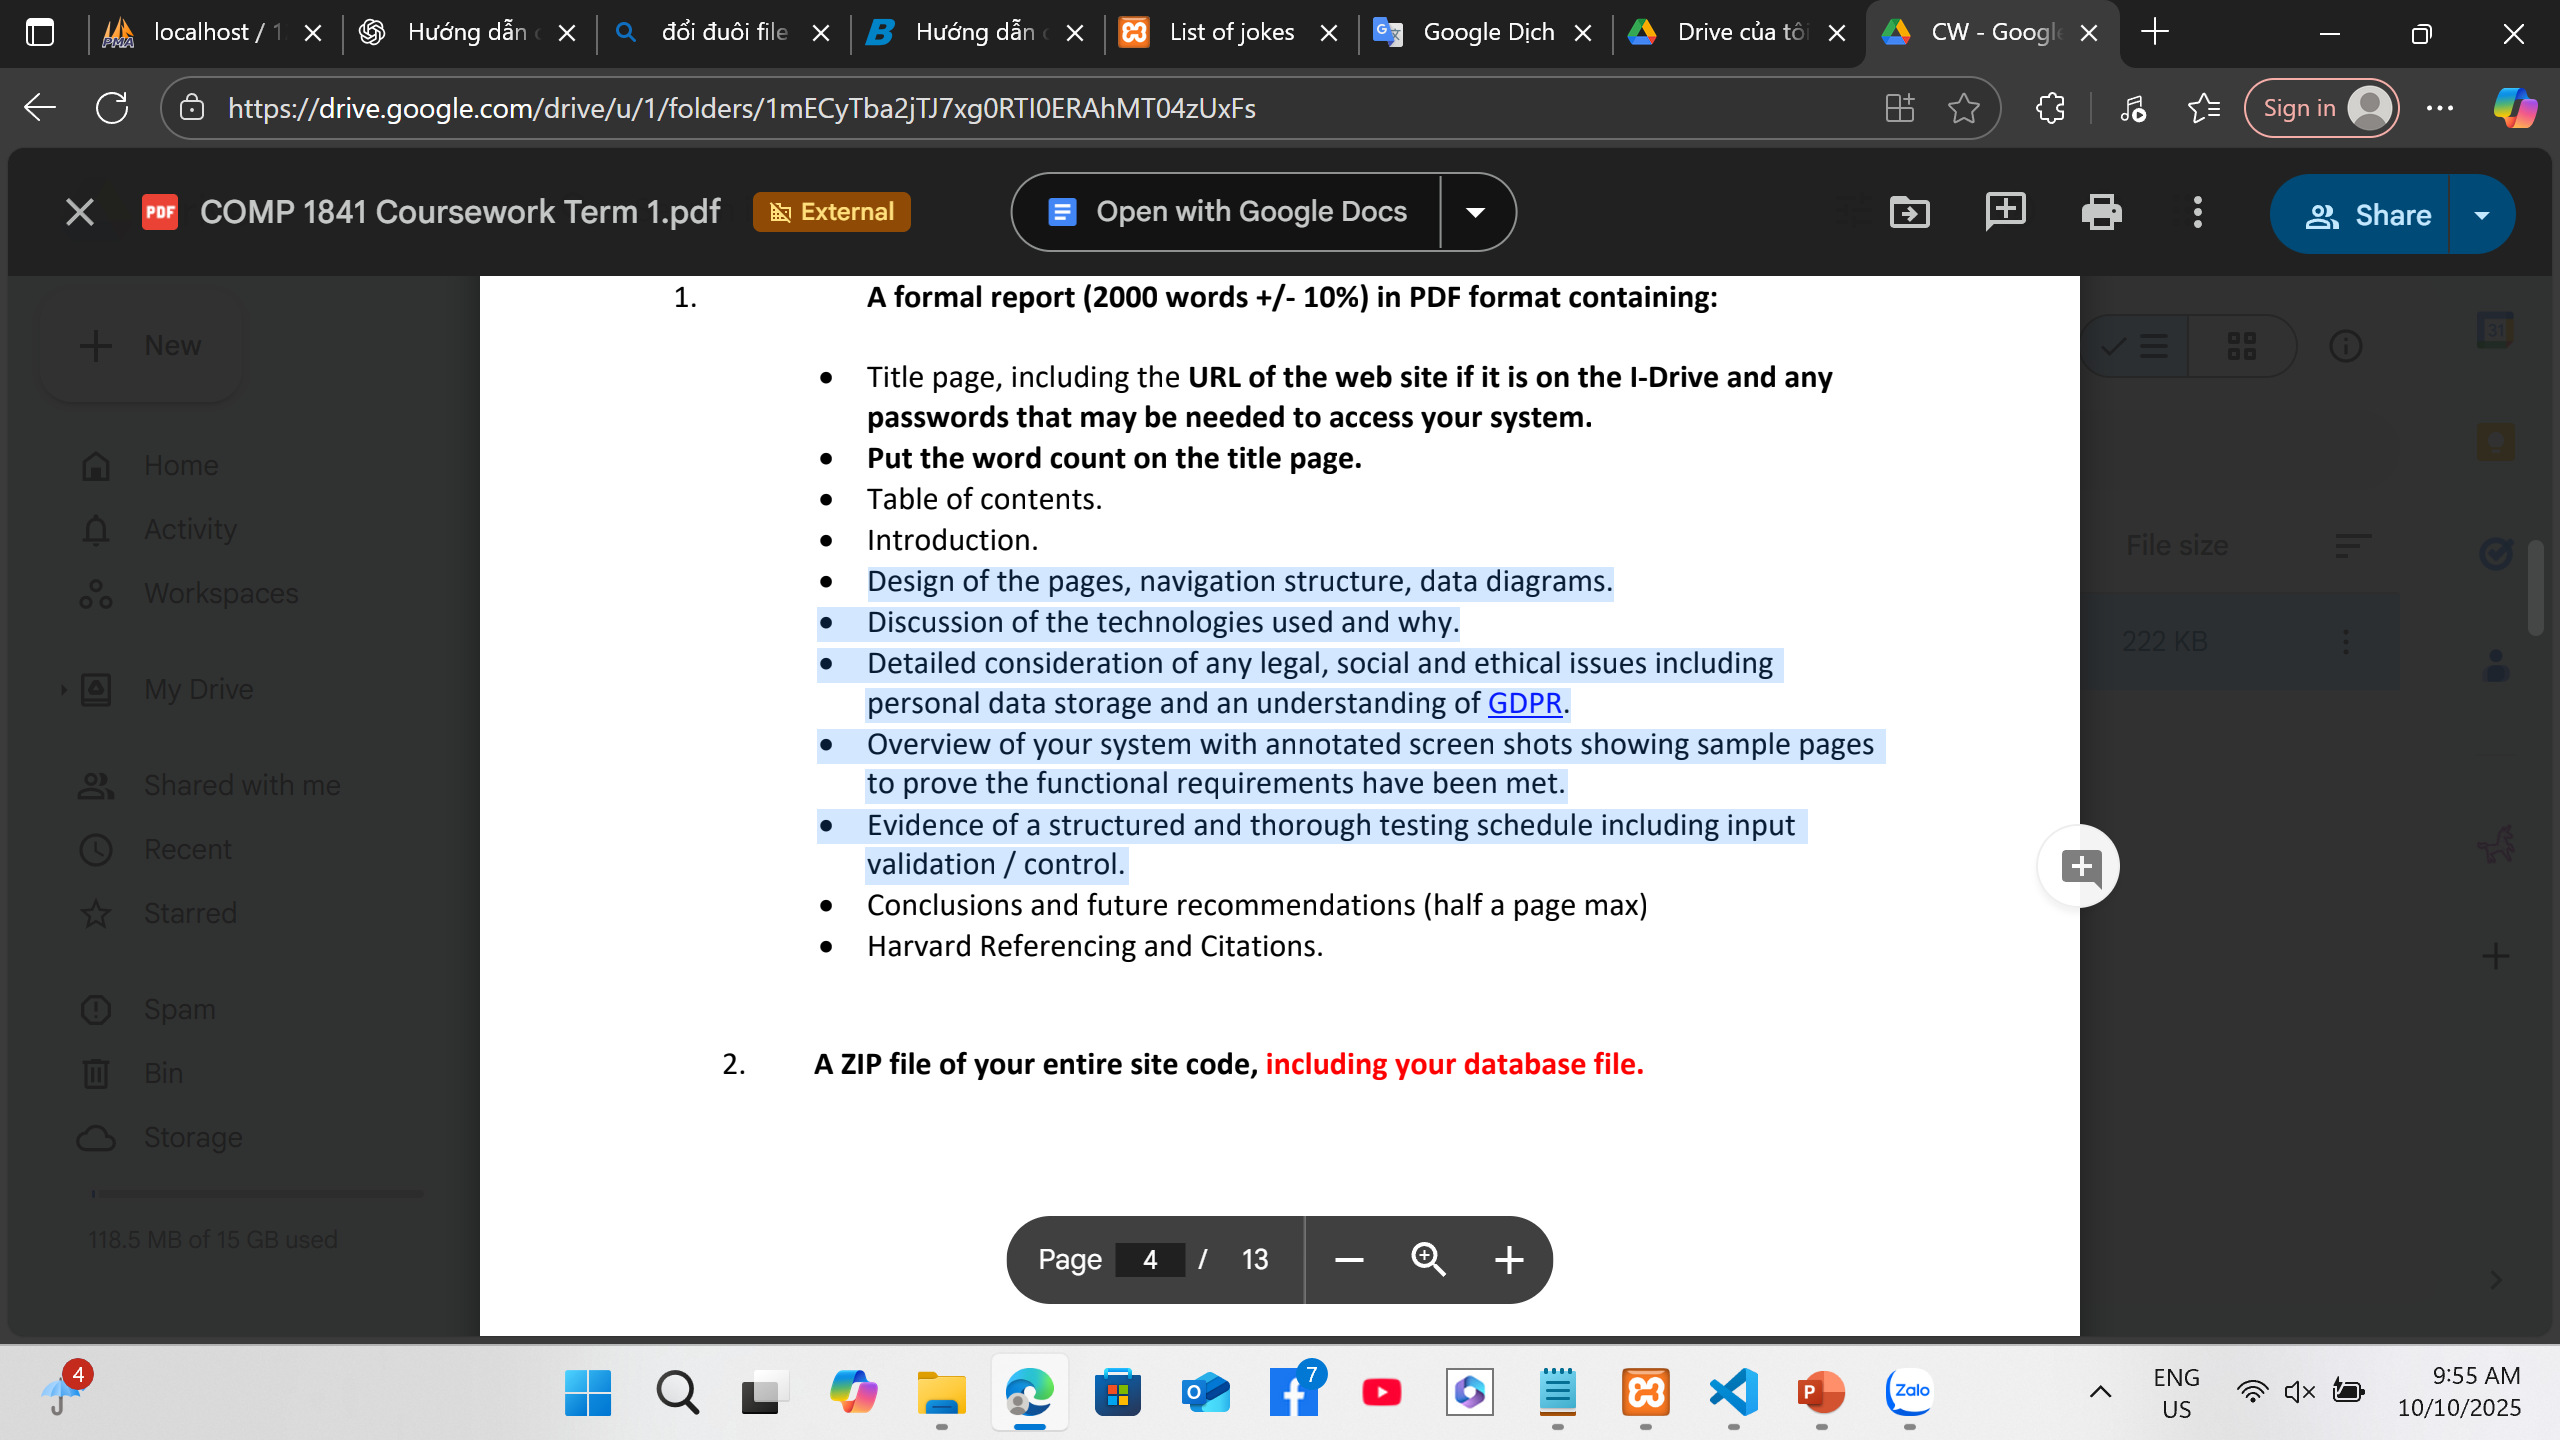 localhost / 1
Hướng dẫn
đổi đuôi file
Hướng dẫn
List of jokes
Google Dịch
Drive của tôi
CW - Google
https://drive.google.com/drive/u/1/folders/1mECyTba2jTJ7xg0RTI0ERAhMT04zUxFs
Sign in
PDF
COMP 1841 Coursework Term 1.pdf
External
Open with Google Docs
Share
New
Home
Activity
Workspaces
My Drive
Shared with me
Recent
Starred
Spam
Bin
Storage
118.5 MB of 15 GB used
File size
222 KB
31
1. A formal report (2000 words +/- 10%) in PDF format containing:
• Title page, including the URL of the web site if it is on the I-Drive and any
passwords that may be needed to access your system.
• Put the word count on the title page.
• Table of contents.
• Introduction.
• Design of the pages, navigation structure, data diagrams.
• Discussion of the technologies used and why.
• Detailed consideration of any legal, social and ethical issues including
personal data storage and an understanding of GDPR.
• Overview of your system with annotated screen shots showing sample pages
to prove the functional requirements have been met.
• Evidence of a structured and thorough testing schedule including input
validation / control.
• Conclusions and future recommendations (half a page max)
• Harvard Referencing and Citations.
2. A ZIP file of your entire site code, including your database file.
Page 4 / 13
4
7
Zalo
ENG
US
9:55 AM
10/10/2025